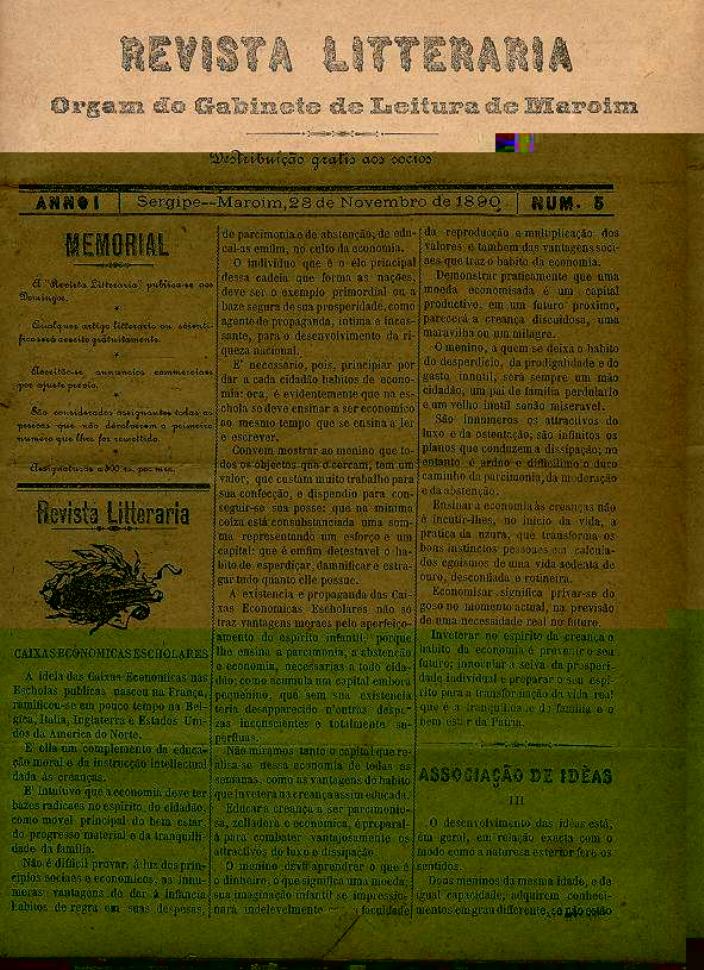 REVISTA LITTERARIA
Orgam do Gabinete de Leitura de Maroim
Destribuição gratis aos socios
ANNO I
Sergipe--Maroim, 23 de Novembro de 1890
NUM. 5
MEMORIAL
A "Revista Litteraria" publica-se aos
Domingos.
Qualquer artigo litterario ou scienti-
fico será acceito gratuitamente.
Acceitão-se annuncios commerciaes
por ajuste previo.
São considerados assignantes todas as
pessoas que não devolverem o primeiro
numero que lhes for remettido.
Assignaturas 500 rs. por mez.
Revista Litteraria
CAIXAS ECONOMICAS ESCHOLARES
A ideia das Caixas Economicas nas
Escholas publicas nasceu na França,
ramificou-se em pouco tempo na Bel-
gica, Italia, Inglaterra e Estados Uni-
dos da America do Norte.
E' ella um complemento da educa-
ção moral e da instrucção intellectual
dada às creanças.
E' intuitivo que a economia deve ter
bazes radicaes no espirito, do cidadão,
como movel principal do bem estar,
do progresso material e da tranquilli-
dade da familia.
Não é difficil provar, à luz dos prin-
cipios sociaes e economicos, as innu-
meras vantagens de dar à infancia
habitos de regra em suas despesas,
de parcimonia e de abstenção; de edu-
cal-as emfim, no culto da economia.
O individuo que é o élo principal
dessa cadeia que forma as nações,
deve ser o exemplo primordial ou a
baze segura de sua prosperidade, como
agente de propaganda, intima e inces-
sante, para o desenvolvimento da ri-
queza nacional.
E' necessário, pois, principiar por
dar a cada cidadão habitos de econo-
mia: ora, é evidentemente que na es-
chola se deve ensinar a ser economico
ao mesmo tempo que se ensina a ler
e escrever.
Convem mostrar ao menino que to-
dos os objectos que o cercam, tem um
valor, que custam muito trabalho para
sua confecção, e dispendio para con-
seguir-se sua posse: que na minima
coiza está consubstanciada uma som-
ma representando um esforço e um
capital: que é emfim detestavel o ha-
bito de esperdiçar, damnificar e estra-
gar tudo quanto elle possue.
A existencia e propaganda das Cai-
xas Economicas Escholares não só
traz vantagens moraes pelo aperfeiço-
amento do espirito infantil, porque
lhe ensina a parcimonia, a abstenção
e economia, necessarias a todo cida-
dão; como acumula um capital embora
pequenino, que sem sua existencia
teria desapparecido n'outras despe-
zas inconscientes e totalmente su-
perfluas.
Não miramos tanto o capital que re-
alisa-se nessa economia de todas as
semanas, como as vantagens do habito
que invetera na creança assim educada.
Educar a creança a ser parcimonio-
sa, zelladora e economica, é preparal-
a para combater vantajosamente os
attractivos do luxo e dissipação.
O menino deve aprender o que é
o dinheiro, o que significa uma moeda;
sua imaginação infantil se impressio-
nará indelevelmente faculdade
da reproducção e multiplicação dos
valores e tambem das vantagens soci-
aes que traz o habito da economia.
Demonstrar praticamente que uma
moeda economisada é um capital
productivo, em um futuro proximo,
parecerá a creança discuidosa, uma
maravilha ou um milagre.
O menino, a quem se deixa o habito
do desperdicio, da prodigalidade e do
gasto inutil, será sempre um mão
cidadão, um pai de familia perdulario
e um velho inutil senão miseravel.
São innumeros os attractivos do
luxo e da ostentação, são infinitos os
planos que conduzem a dissipação; no
entanto é arduo e difficilimo o duro
caminho da parcimonia, da moderação
e da abstenção.
Ensinar a economia às creanças não
é incutir-lhes, no inicio da vida, a
pratica da uzura, que transforma os
bons instinctos pessoaes em calcula-
dos egoismos de uma vida sedenta de
ouro, desconfiada e rotineira.
Economisar significa privar-se do
goso no momento actual, na previsão
de uma necessidade real no futuro.
Inveterar no espirito da creança o
habito da economia é prevenir o seu
futuro; innocular a seiva da prosperi-
dade individual e preparar o seu espi-
rito para a transformação da vida real
que é a tranquilidade da familia e o
bem estar da Patria.
ASSOCIAÇÃO DE IDÈAS
III
O desenvolvimento das idéas está,
em geral, em relação exacta com o
modo como a natureza exterior fere os
sentidos.
Dous meninos da mesma idade, e de
igual capacidade, adquirem conheci-
mentos em grau differente, se não estão